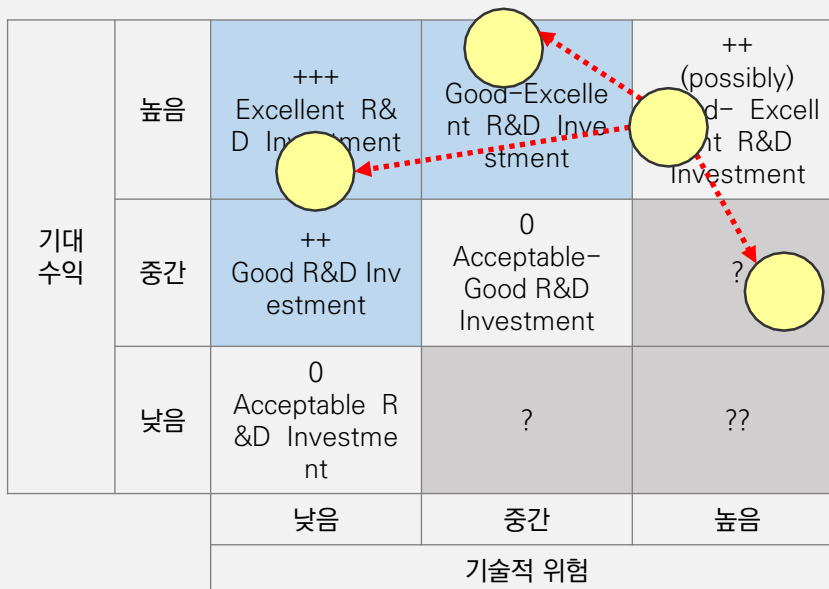 +++
Excellent R&
D Inv tment
Good-Excelle
nt R&D Inve
stment
++
(possibly)
d- Excell
nt R&D
Investment
높음
기대
수익
중간
++
Good R&D Inv
estment
0
Acceptable-
Good R&D
Investment
?
낮음
0
Acceptable R
&D Investme
nt
?
??
낮음
중간
높음
기술적 위험